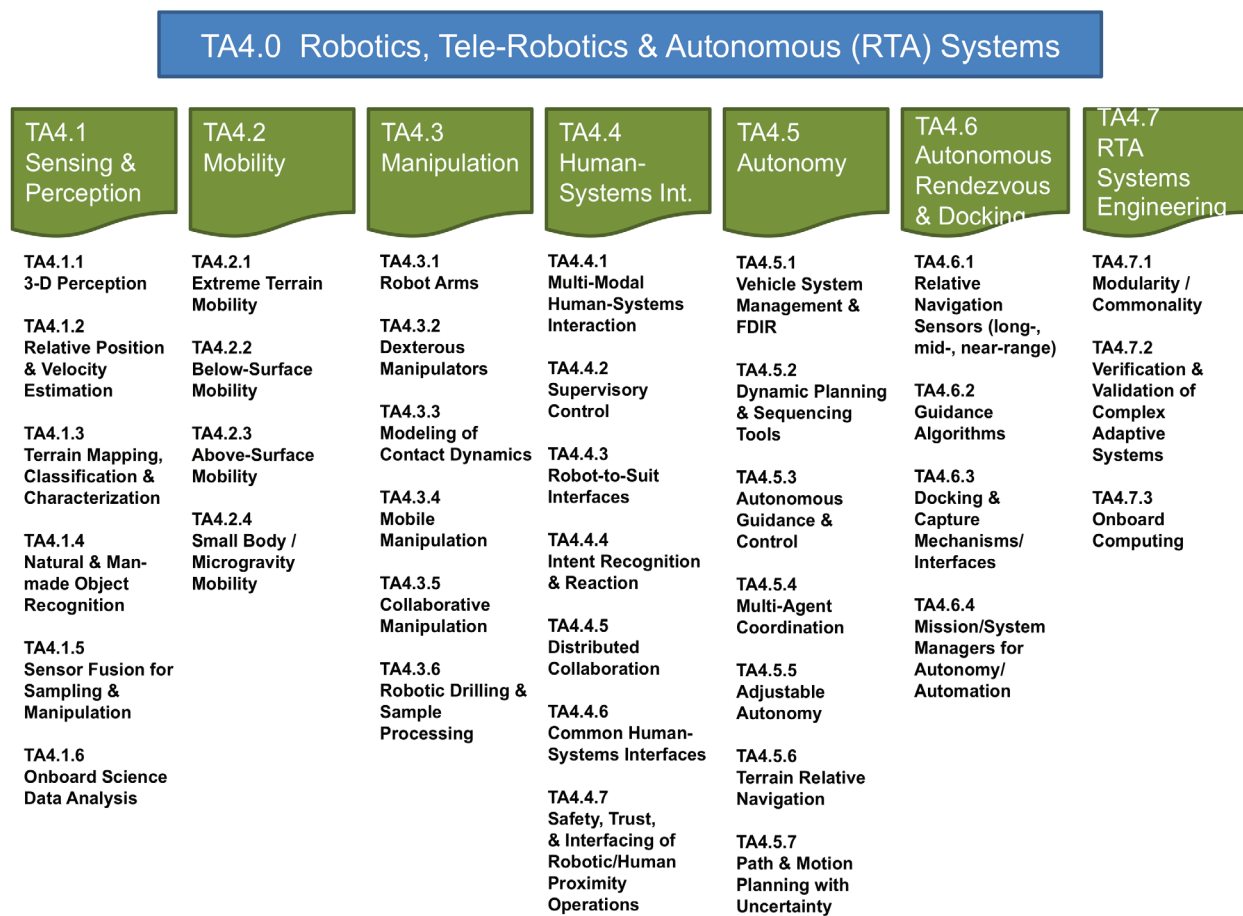 TA4.0 Robotics, Tele-Robotics & Autonomous (RTA) Systems
TA4.1
Sensing &
Perception
TA4.1.1
3-D Perception
TA4.1.2
Relative Position
& Velocity
Estimation
TA4.1.3
Terrain Mapping,
Classification &
Characterization
TA4.1.4
Natural & Man-
made Object
Recognition
TA4.1.5
Sensor Fusion for
Sampling &
Manipulation
TA4.1.6
Onboard Science
Data Analysis
TA4.2
Mobility
TA4.2.1
Extreme Terrain
Mobility
TA4.2.2
Below-Surface
Mobility
TA4.2.3
Above-Surface
Mobility
TA4.2.4
Small Body /
Microgravity
Mobility
TA4.3
Manipulation
TA4.3.1
Robot Arms
TA4.3.2
Dexterous
Manipulators
TA4.3.3
Modeling of
Contact Dynamics
TA4.3.4
Mobile
Manipulation
TA4.3.5
Collaborative
Manipulation
TA4.3.6
Robotic Drilling &
Sample
Processing
TA4.4
Human-
Systems Int.
TA4.4.1
Multi-Modal
Human-Systems
Interaction
TA4.4.2
Supervisory
Control
TA4.4.3
Robot-to-Suit
Interfaces
TA4.4.4
Intent Recognition
& Reaction
TA4.4.5
Distributed
Collaboration
TA4.4.6
Common Human-
Systems Interfaces
TA4.4.7
Safety, Trust,
& Interfacing of
Robotic/Human
Proximity
Operations
TA4.5
Autonomy
TA4.5.1
Vehicle System
Management &
FDIR
TA4.5.2
Dynamic Planning
& Sequencing
Tools
TA4.5.3
Autonomous
Guidance &
Control
TA4.5.4
Multi-Agent
Coordination
TA4.5.5
Adjustable
Autonomy
TA4.5.6
Terrain Relative
Navigation
TA4.5.7
Path & Motion
Planning with
Uncertainty
TA4.6
Autonomous
Rendezvous
& Docking
TA4.6.1
Relative
Navigation
Sensors (long-,
mid-, near-range)
TA4.6.2
Guidance
Algorithms
TA4.6.3
Docking &
Capture
Mechanisms/
Interfaces
TA4.6.4
Mission/System
Managers for
Autonomy/
Automation
TA4.7
RTA
Systems
Engineering
TA4.7.1
Modularity /
Commonality
TA4.7.2
Verification &
Validation of
Complex
Adaptive
Systems
TA4.7.3
Onboard
Computing